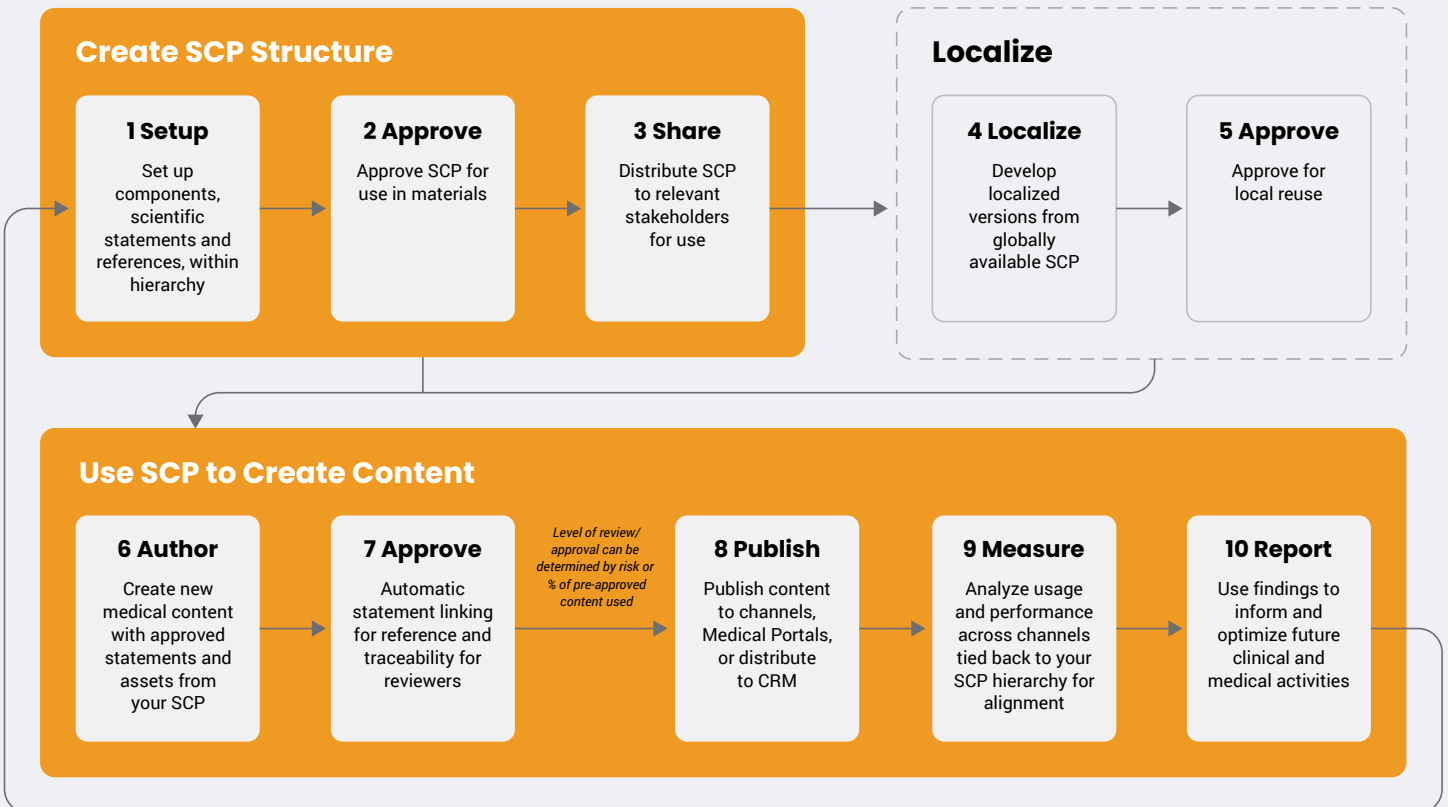 Create SCP Structure
1 Setup
Set up
components,
scientific
statements and
references, within
hierarchy
2 Approve
Approve SCP for
use in materials
3 Share
Distribute SCP
to relevant
stakeholders
for use
Localize
4 Localize
Develop
localized
versions from
globally
available SCP
5 Approve
Approve for
local reuse
Use SCP to Create Content
6 Author
Create new
medical content
with approved
statements and
assets from
your SCP
7 Approve
Automatic
statement linking
for reference and
traceability for
reviewers
Level of review/
approval can be
determined by risk or
% of pre-approved
content used
8 Publish
Publish content
to channels,
Medical Portals,
or distribute
to CRM
9 Measure
Analyze usage
and performance
across channels
tied back to your
SCP hierarchy for
alignment
10 Report
Use findings to
inform and
optimize future
clinical and
medical activities